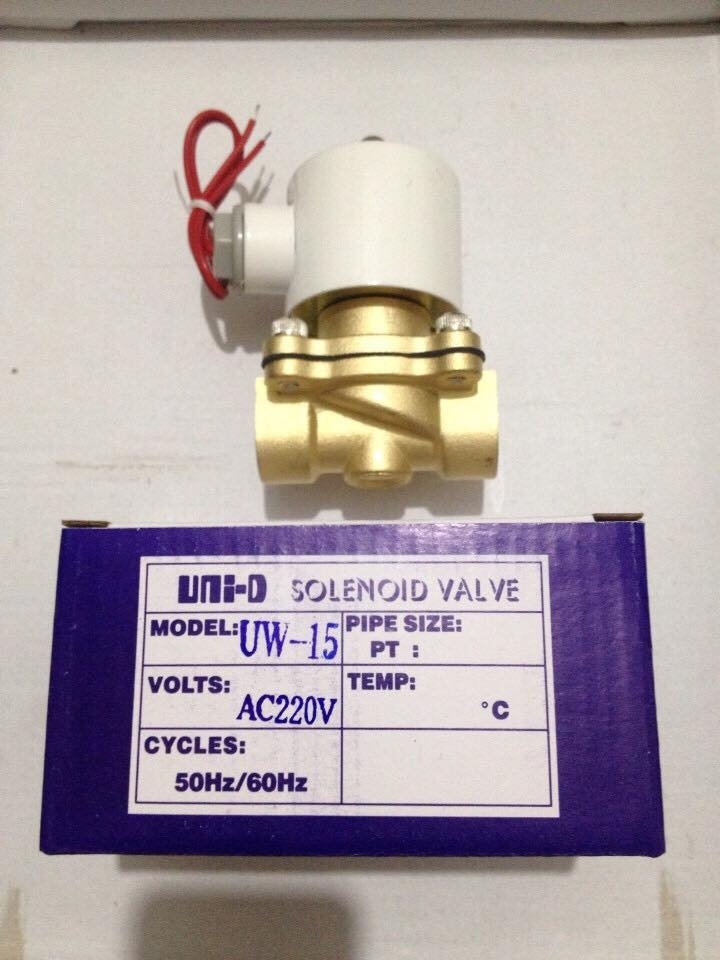 UNI-D SOLENOID VALVE
MODEL: UW-15
PIPE SIZE:
PT :
VOLTS: AC220V
TEMP:
°C
CYCLES:
50Hz/60Hz